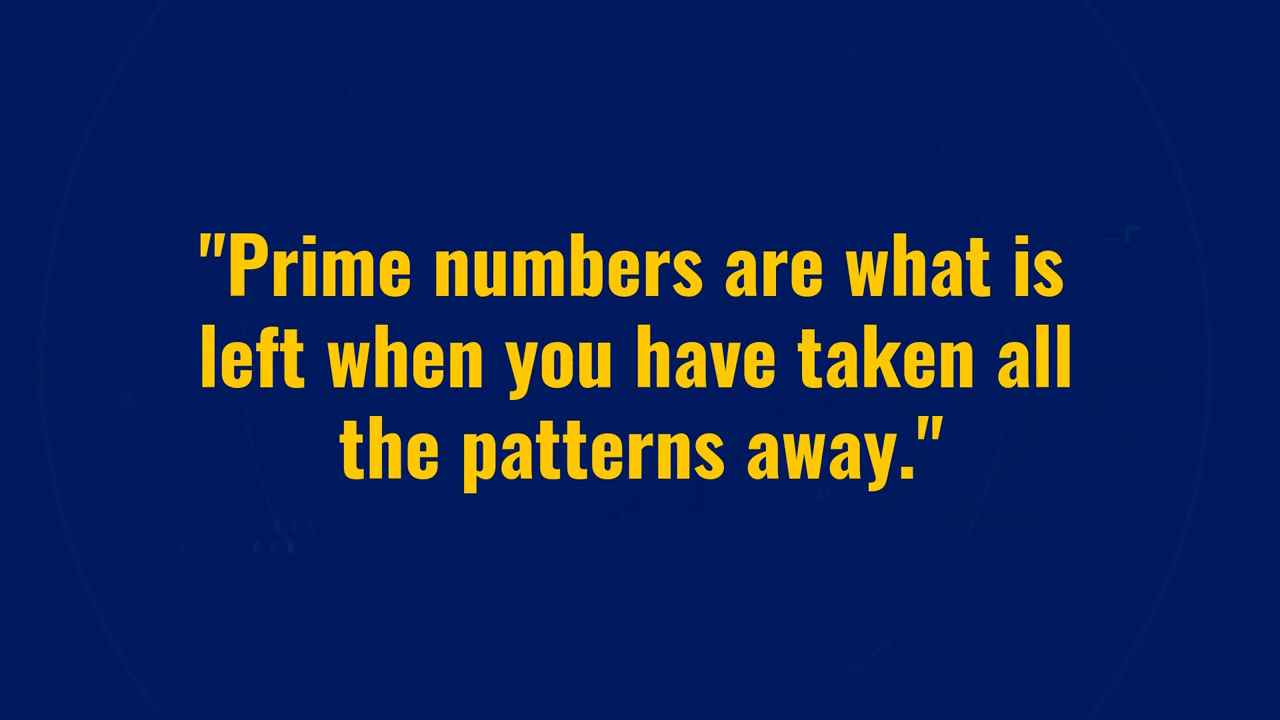 "Prime numbers are what is
left when you have taken all
the patterns away."